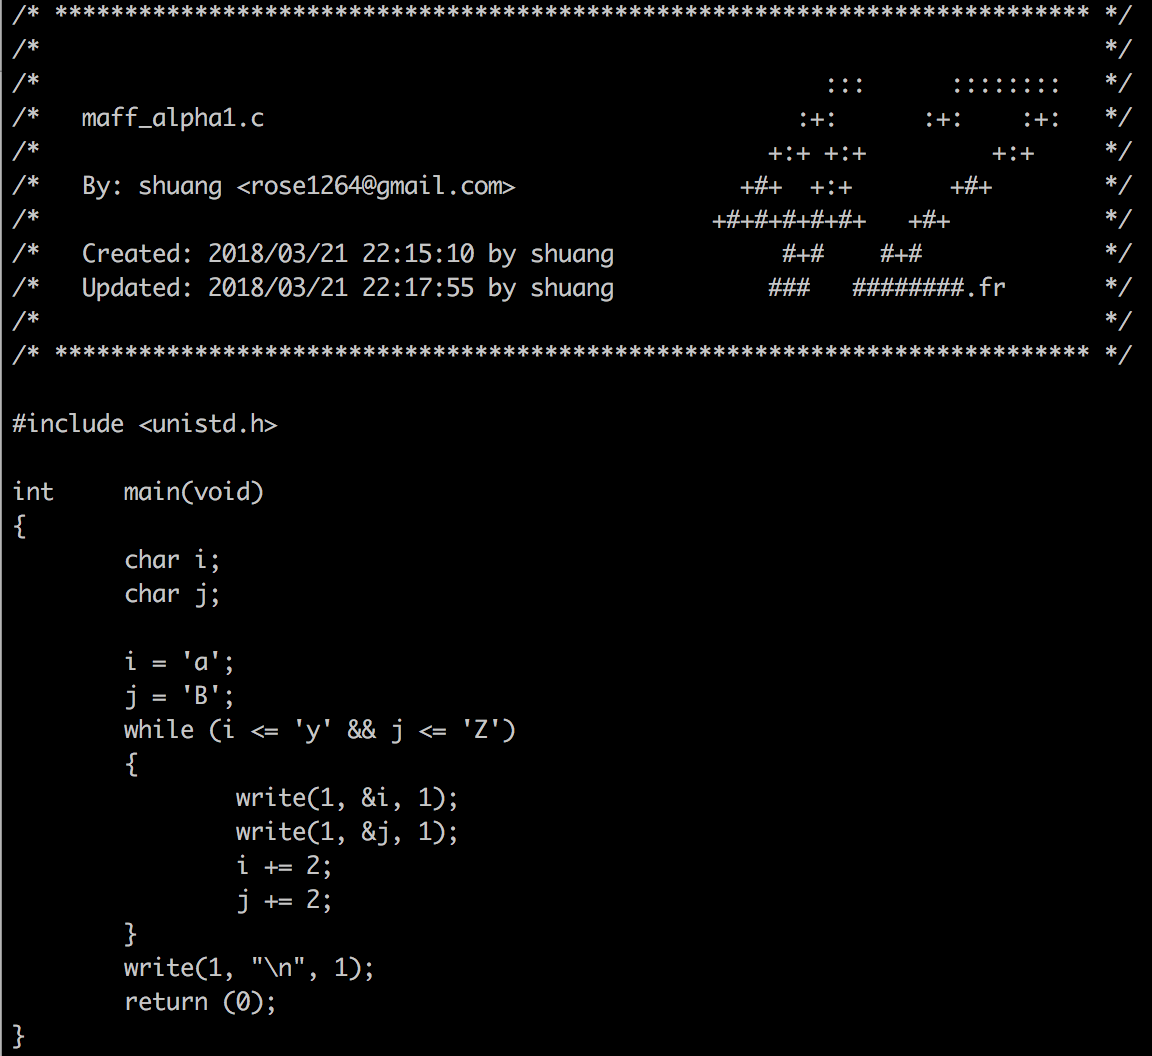 /* ************************************************************************** */
/*                                                                            */
/*                                                        :::      ::::::::   */
/*   maff_alpha1.c                                      :+:      :+:    :+:   */
/*                                                    +:+ +:+         +:+     */
/*   By: shuang <rose1264@gmail.com>                +#+  +:+       +#+        */
/*                                                +#+#+#+#+#+   +#+           */
/*   Created: 2018/03/21 22:15:10 by shuang            #+#    #+#             */
/*   Updated: 2018/03/21 22:17:55 by shuang           ###   ########.fr       */
/*                                                                            */
/* ************************************************************************** */

#include <unistd.h>

int     main(void)
{
        char i;
        char j;

        i = 'a';
        j = 'B';
        while (i <= 'y' && j <= 'Z')
        {
                write(1, &i, 1);
                write(1, &j, 1);
                i += 2;
                j += 2;
        }
        write(1, "\n", 1);
        return (0);
}